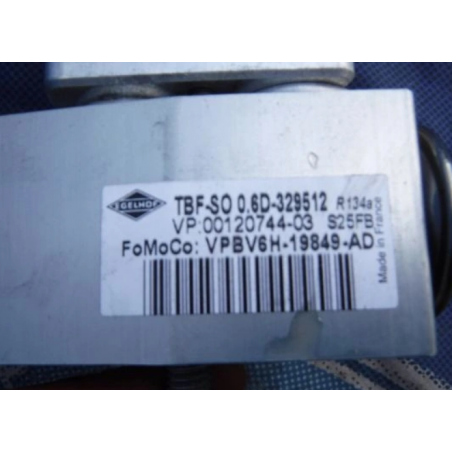 EGELHOF
TBF-SO 0.6D-329512 R134a
VP:00120744-03 S25FB
FoMoCo: VPBV6H-19849-AD
Made in France